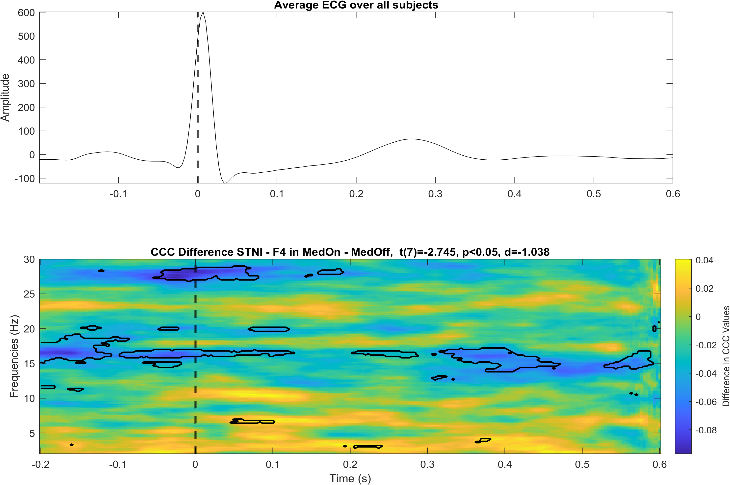 Average ECG over all subjects
600
500
400
300
200
100
0
-100
Amplitude
-0.1 0 0.1 0.2 0.3 0.4 0.5 0.6
CCC Difference STNl - F4 in MedOn - MedOff, t(7)=-2.745, p<0.05, d=-1.038
30
25
20
15
10
5
Frequencies (Hz)
-0.2 -0.1 0 0.1 0.2 0.3 0.4 0.5 0.6
Time (s)
0.04
0.02
0
-0.02
-0.04
-0.06
-0.08
Difference in CCC Values